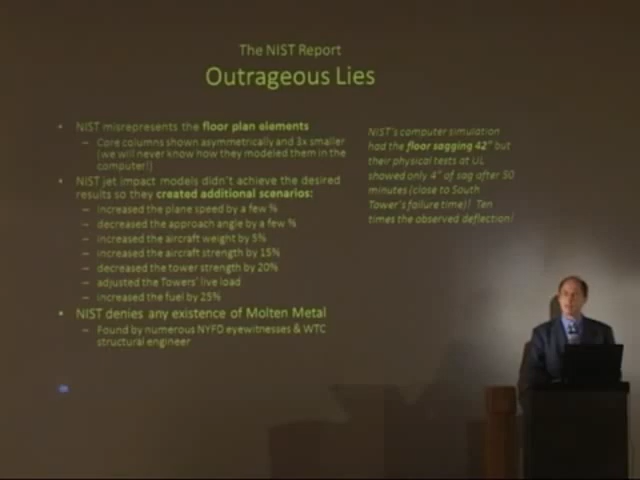 The NIST Report
Outrageous Lies
• NIST misrepresents the floor plan elements
– Core columns shown asymmetrically and 3x smaller
(we will never know how they modeled them in the
computer!)
• NIST jet impact models didn't achieve the desired
results so they created additional scenarios:
– increased the plane speed by a few %
– decreased the approach angle by a few %
– increased the aircraft weight by 5%
– increased the aircraft strength by 15%
– decreased the tower strength by 20%
– adjusted the Towers' live load
– increased the fuel by 25%
• NIST denies any existence of Molten Metal
– Found by numerous NYFD eyewitnesses & WTC
structural engineer
NIST's computer simulation
had the floor sagging 42" but
their physical tests at UL
showed only 4" of sag after 50
minutes (close to South
Tower's failure time)! Ten
times the observed deflection!